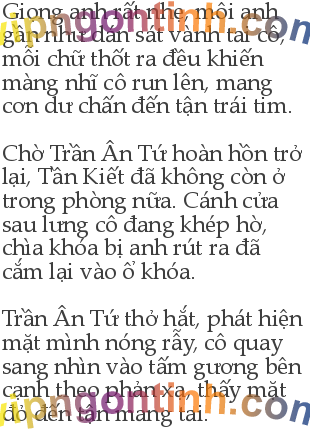 Giọng anh rất nhẹ, môi anh
gần như dán sát vành tai cô,
mỗi chữ thốt ra đều khiến
màng nhĩ cô run lên, mang
cơn dư chấn đến tận trái tim.
Chờ Trần Ân Tứ hoàn hồn trở
lại, Tần Kiết đã không còn ở
trong phòng nữa. Cánh cửa
sau lưng cô đang khép hờ,
chìa khóa bị anh rút ra đã
cắm lại vào ổ khóa.
Trần Ân Tứ thở hắt, phát hiện
mặt mình nóng rẫy, cô quay
sang nhìn vào tấm gương bên
cạnh theo phản xạ, thấy mặt
đỏ đến tận mang tai.
vipngontinh.com
vipngontinh.com